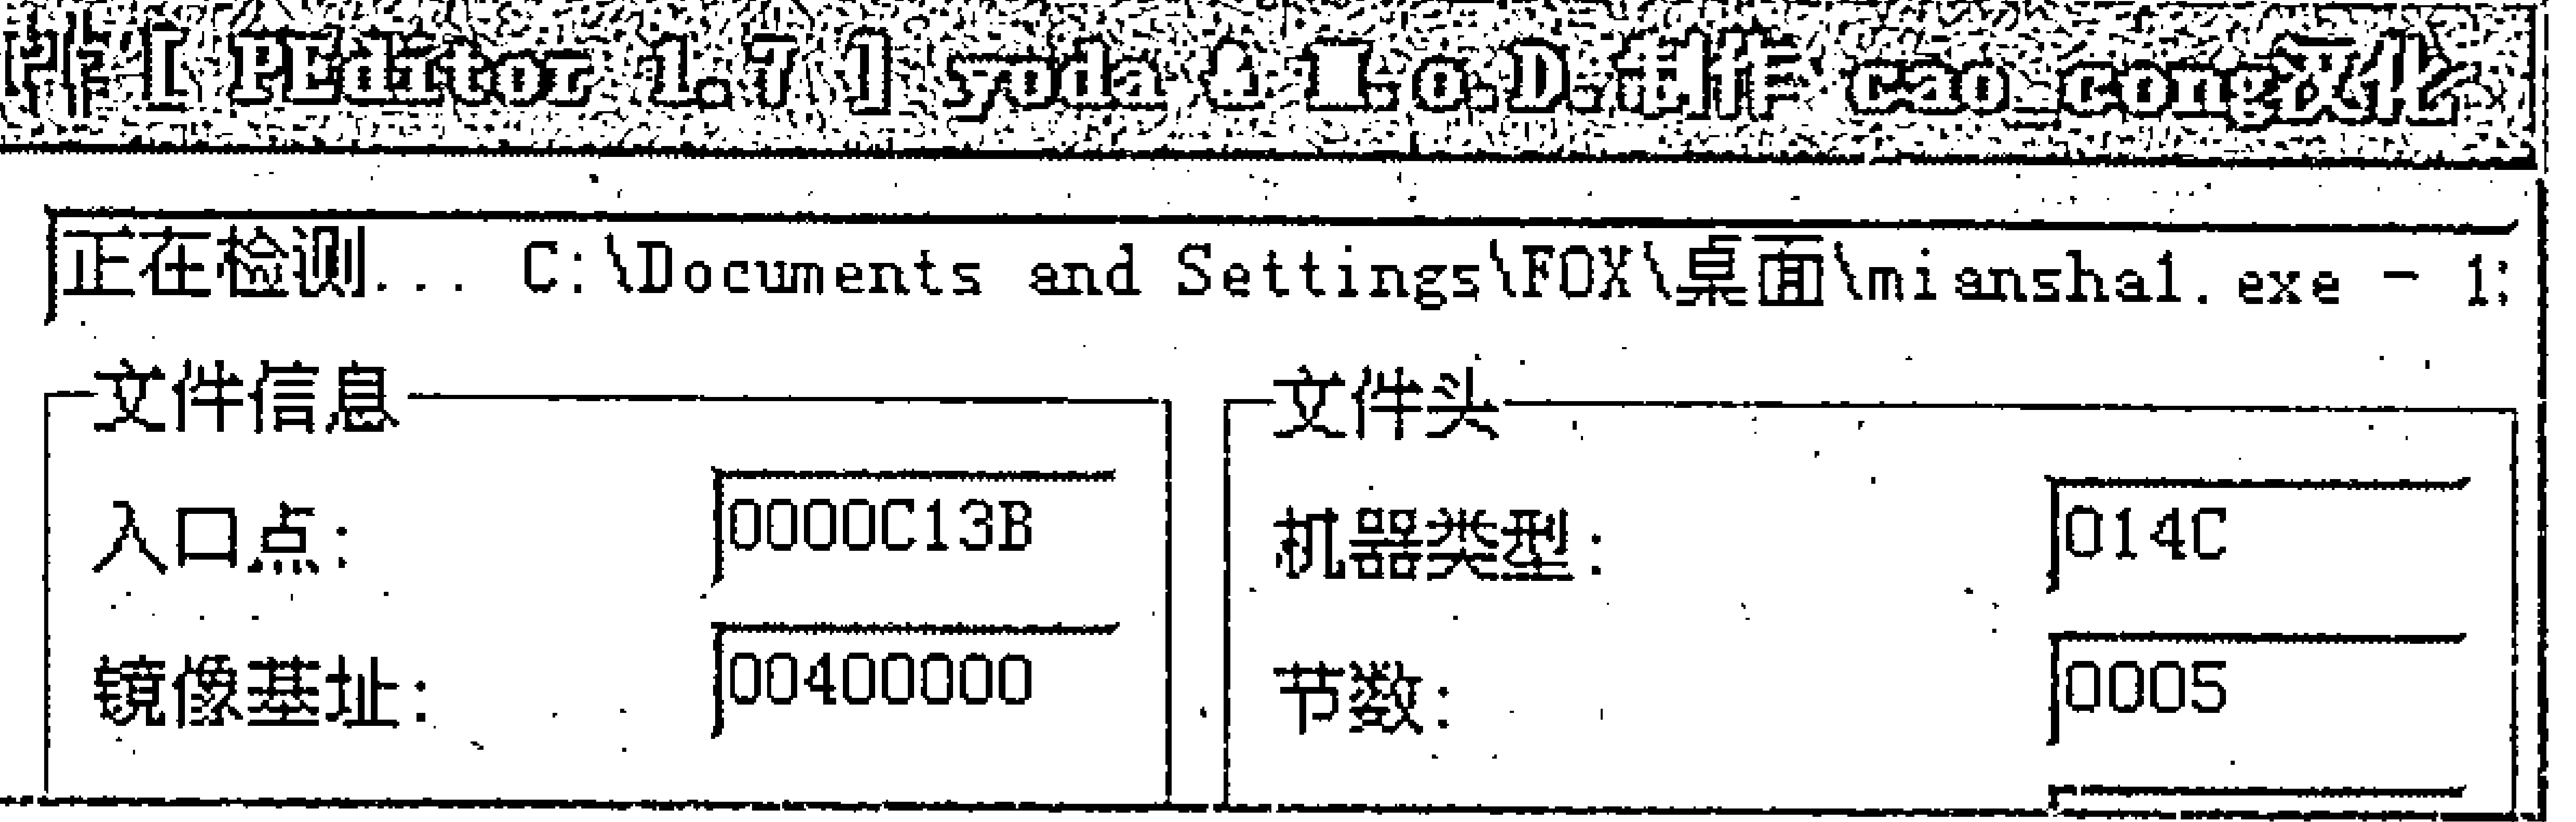 [ PEditor 1.7 ] yoda & M.o.D.制作 cao_cong汉化
正在检测... C:\Documents and Settings\FOX\桌面\miansha1.exe - 1
文件信息
文件头
入口点: 0000C13B
机器类型: 014C
镜像基址: 00400000
节数: 0005